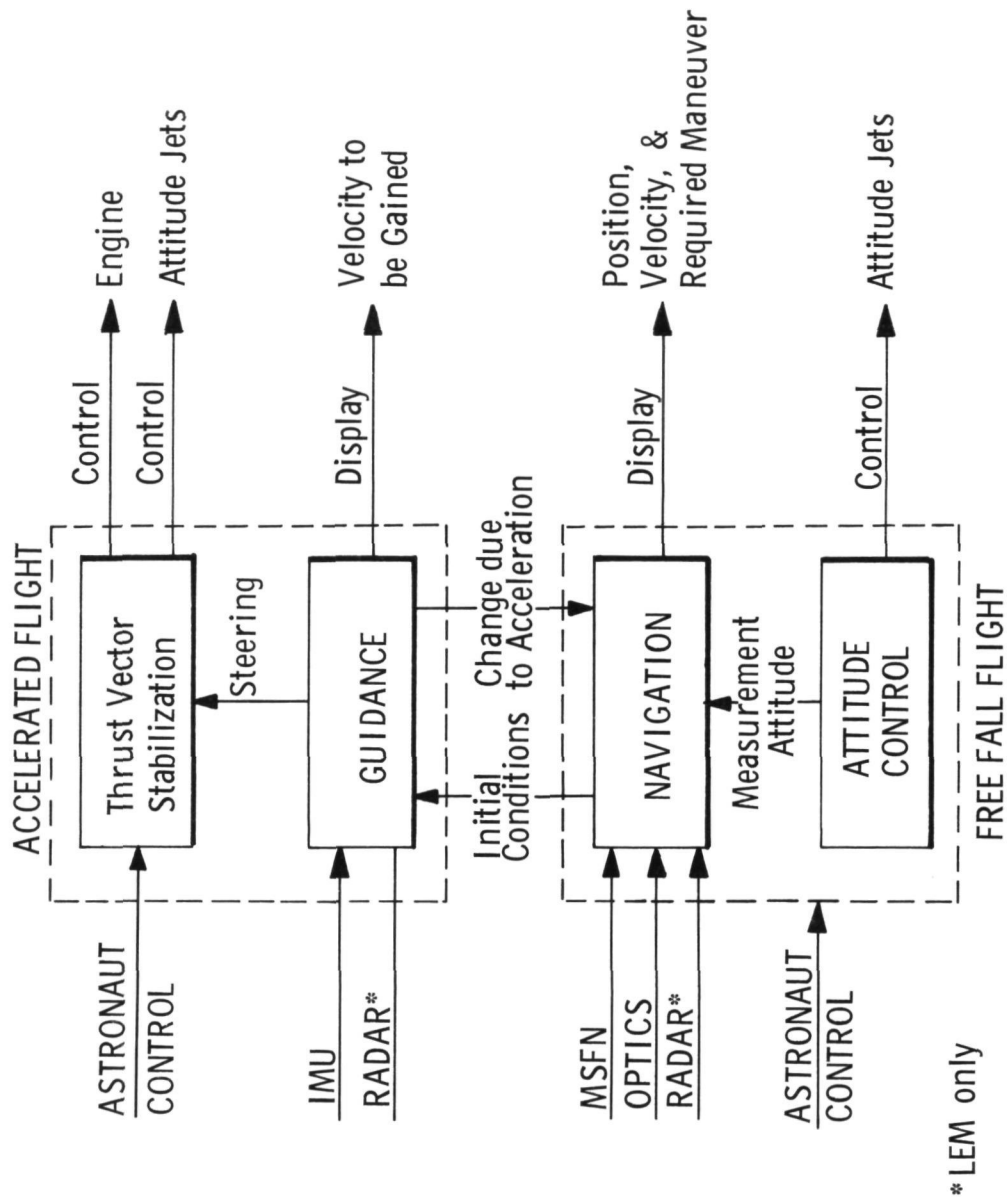 ACCELERATED FLIGHT
ASTRONAUT
CONTROL
Thrust Vector
Stabilization
Control
Engine
Control
Attitude Jets
Steering
IMU
RADAR*
GUIDANCE
Display
Velocity to
be Gained
Initial
Conditions
Change due
to Acceleration
MSFN
OPTICS
RADAR*
NAVIGATION
Display
Position,
Velocity, &
Required Maneuver
Measurement
Attitude
ASTRONAUT
CONTROL
ATTITUDE
CONTROL
Control
Attitude Jets
FREE FALL FLIGHT
* LEM only